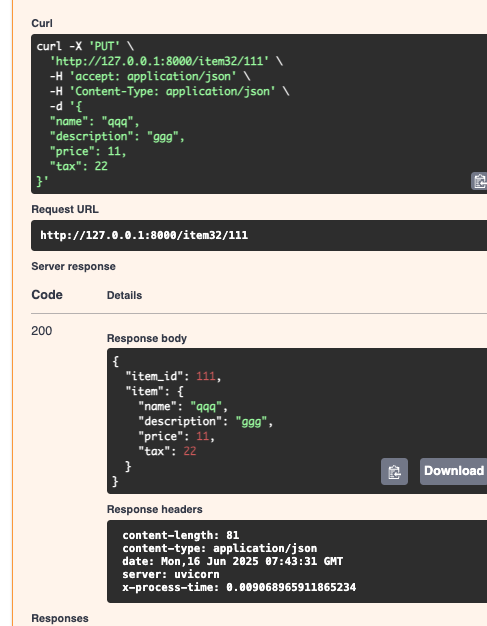 Curl
curl -X 'PUT' \
'http://127.0.0.1:8000/item32/111' \
-H 'accept: application/json' \
-H 'Content-Type: application/json' \
-d '{
"name": "qqq",
"description": "ggg",
"price": 11,
"tax": 22
}'
Request URL
http://127.0.0.1:8000/item32/111
Server response
Code Details
200
Response body
{
"item_id": 111,
"item": {
"name": "qqq",
"description": "ggg",
"price": 11,
"tax": 22
}
}
Download
Response headers
content-length: 81
content-type: application/json
date: Mon,16 Jun 2025 07:43:31 GMT
server: uvicorn
x-process-time: 0.009068965911865234
Responses